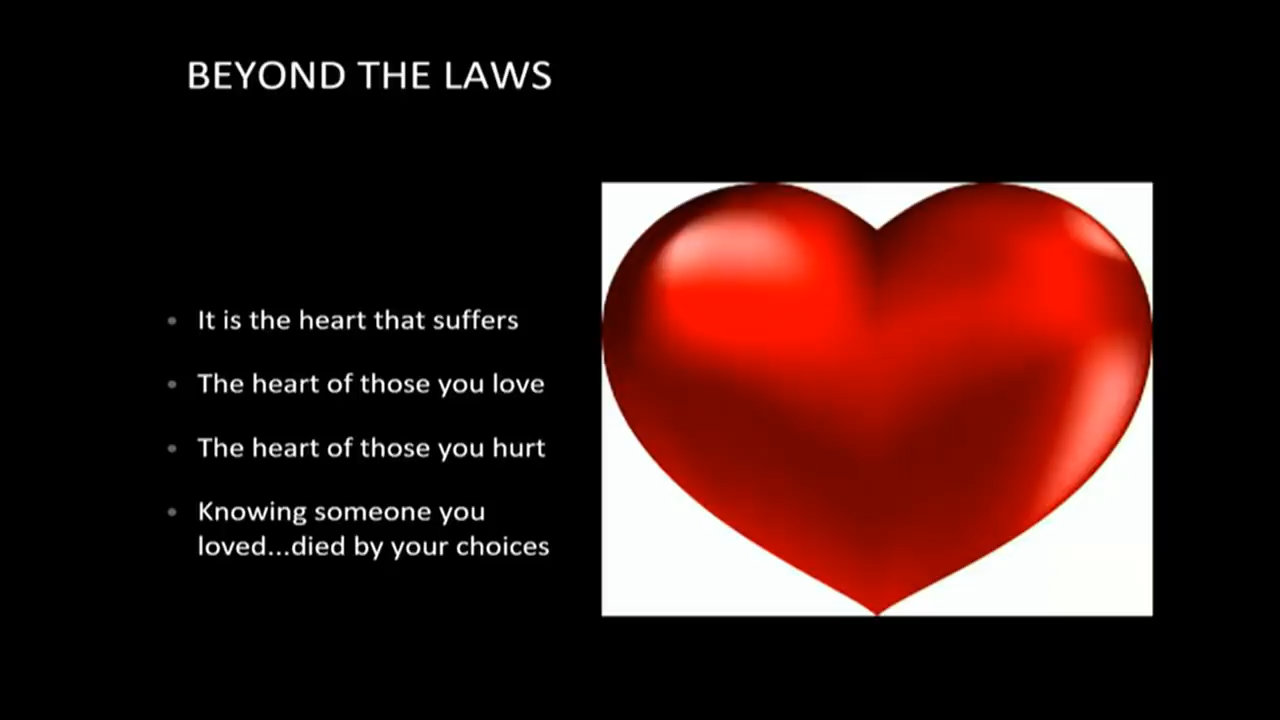 BEYOND THE LAWS
• It is the heart that suffers
• The heart of those you love
• The heart of those you hurt
• Knowing someone you
loved...died by your choices